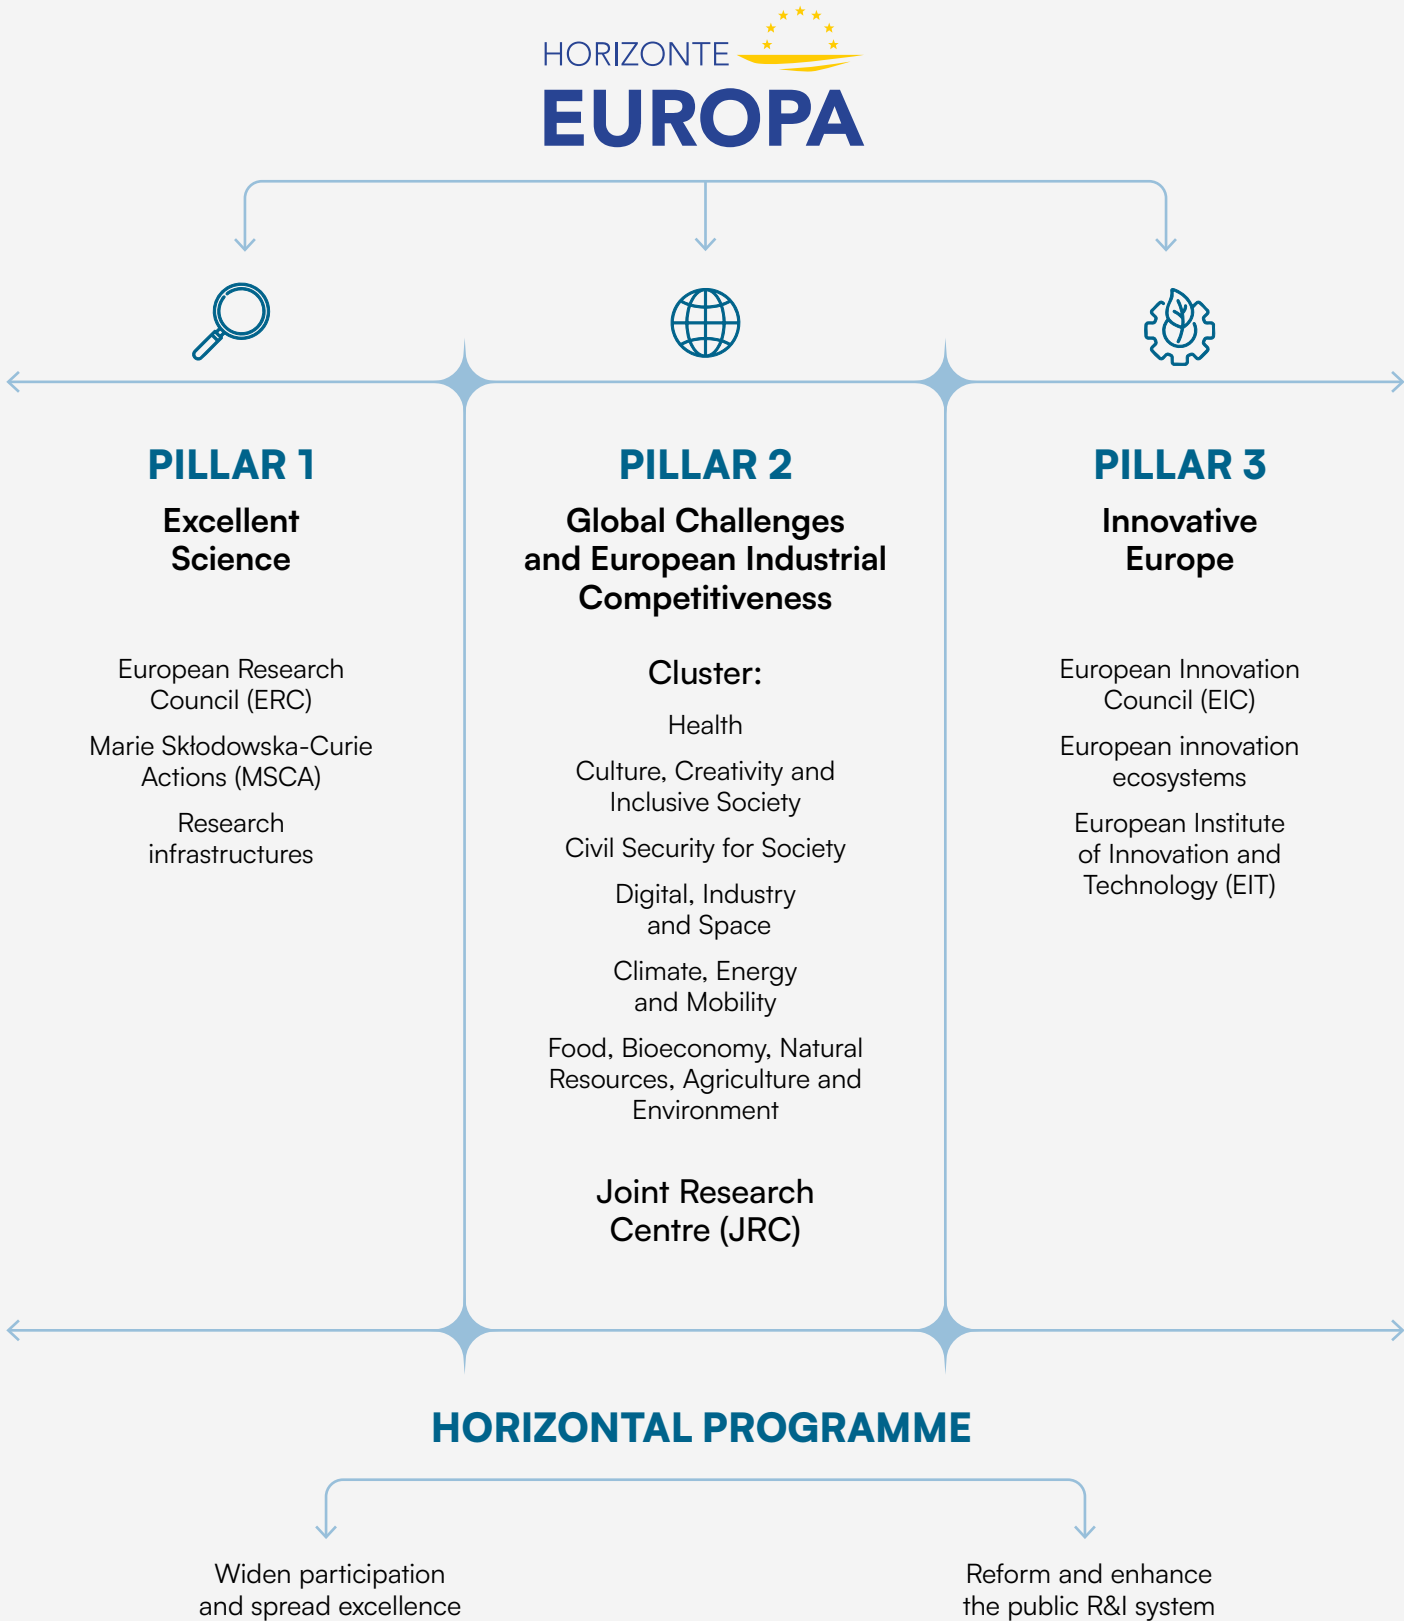 HORIZONTE
EUROPA
PILLAR 1
Excellent
Science
European Research
Council (ERC)
Marie Skłodowska-Curie
Actions (MSCA)
Research
infrastructures
PILLAR 2
Global Challenges
and European Industrial
Competitiveness
Cluster:
Health
Culture, Creativity and
Inclusive Society
Civil Security for Society
Digital, Industry
and Space
Climate, Energy
and Mobility
Food, Bioeconomy, Natural
Resources, Agriculture and
Environment
Joint Research
Centre (JRC)
PILLAR 3
Innovative
Europe
European Innovation
Council (EIC)
European innovation
ecosystems
European Institute
of Innovation and
Technology (EIT)
HORIZONTAL PROGRAMME
Widen participation
and spread excellence
Reform and enhance
the public R&I system